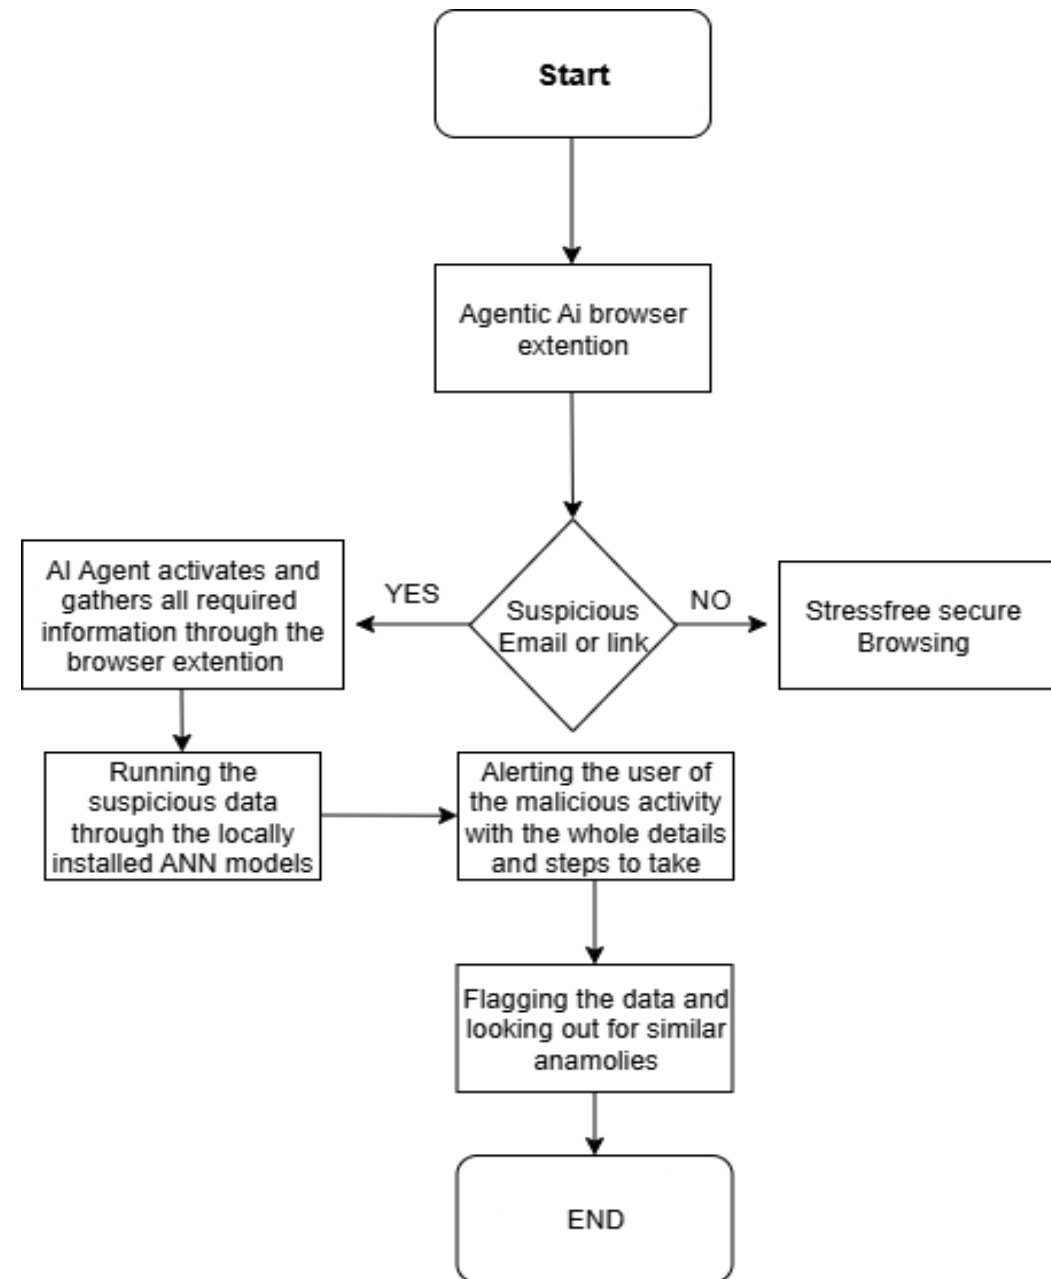 Start
Agentic Ai browser
extention
YES
Suspicious
Email or link
NO
AI Agent activates and
gathers all required
information through the
browser extention
Stressfree secure
Browsing
Running the
suspicious data
through the locally
installed ANN models
Alerting the user of
the malicious activity
with the whole details
and steps to take
Flagging the data and
looking out for similar
anamolies
END